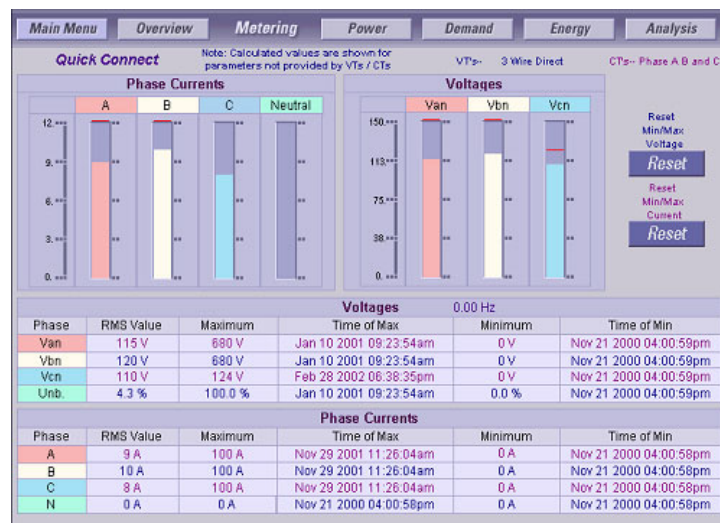 Main Menu Overview Metering Power Demand Energy Analysis
Quick Connect Note: Calculated values are shown for VT's-- 3 Wire Direct CT's-- Phase A B and C
parameters not provided by VTs / CTs
Phase Currents Voltages
A B C Neutral Van Vbn Vcn
12. 150. Reset
Min/Max
Voltage
9. 113. Reset
6. 75. Reset
Min/Max
Current
3. 38. Reset
0. 0.
Voltages 0.00 Hz
Phase RMS Value Maximum Time of Max Minimum Time of Min
Van 115 V 680 V Jan 10 2001 09:23:54am 0 V Nov 21 2000 04:00:59pm
Vbn 120 V 680 V Jan 10 2001 09:23:54am 0 V Nov 21 2000 04:00:59pm
Vcn 110 V 124 V Feb 28 2002 06:38:35pm 0 V Nov 21 2000 04:00:59pm
Unb. 4.3 % 100.0 % Jan 10 2001 09:23:54am 0.0 % Nov 21 2000 04:00:59pm
Phase Currents
Phase RMS Value Maximum Time of Max Minimum Time of Min
A 9 A 100 A Nov 29 2001 11:26:04am 0 A Nov 21 2000 04:00:58pm
B 10 A 100 A Nov 29 2001 11:26:04am 0 A Nov 21 2000 04:00:58pm
C 8 A 100 A Nov 29 2001 11:26:04am 0 A Nov 21 2000 04:00:58pm
N 0 A 0 A Nov 21 2000 04:00:58pm 0 A Nov 21 2000 04:00:58pm